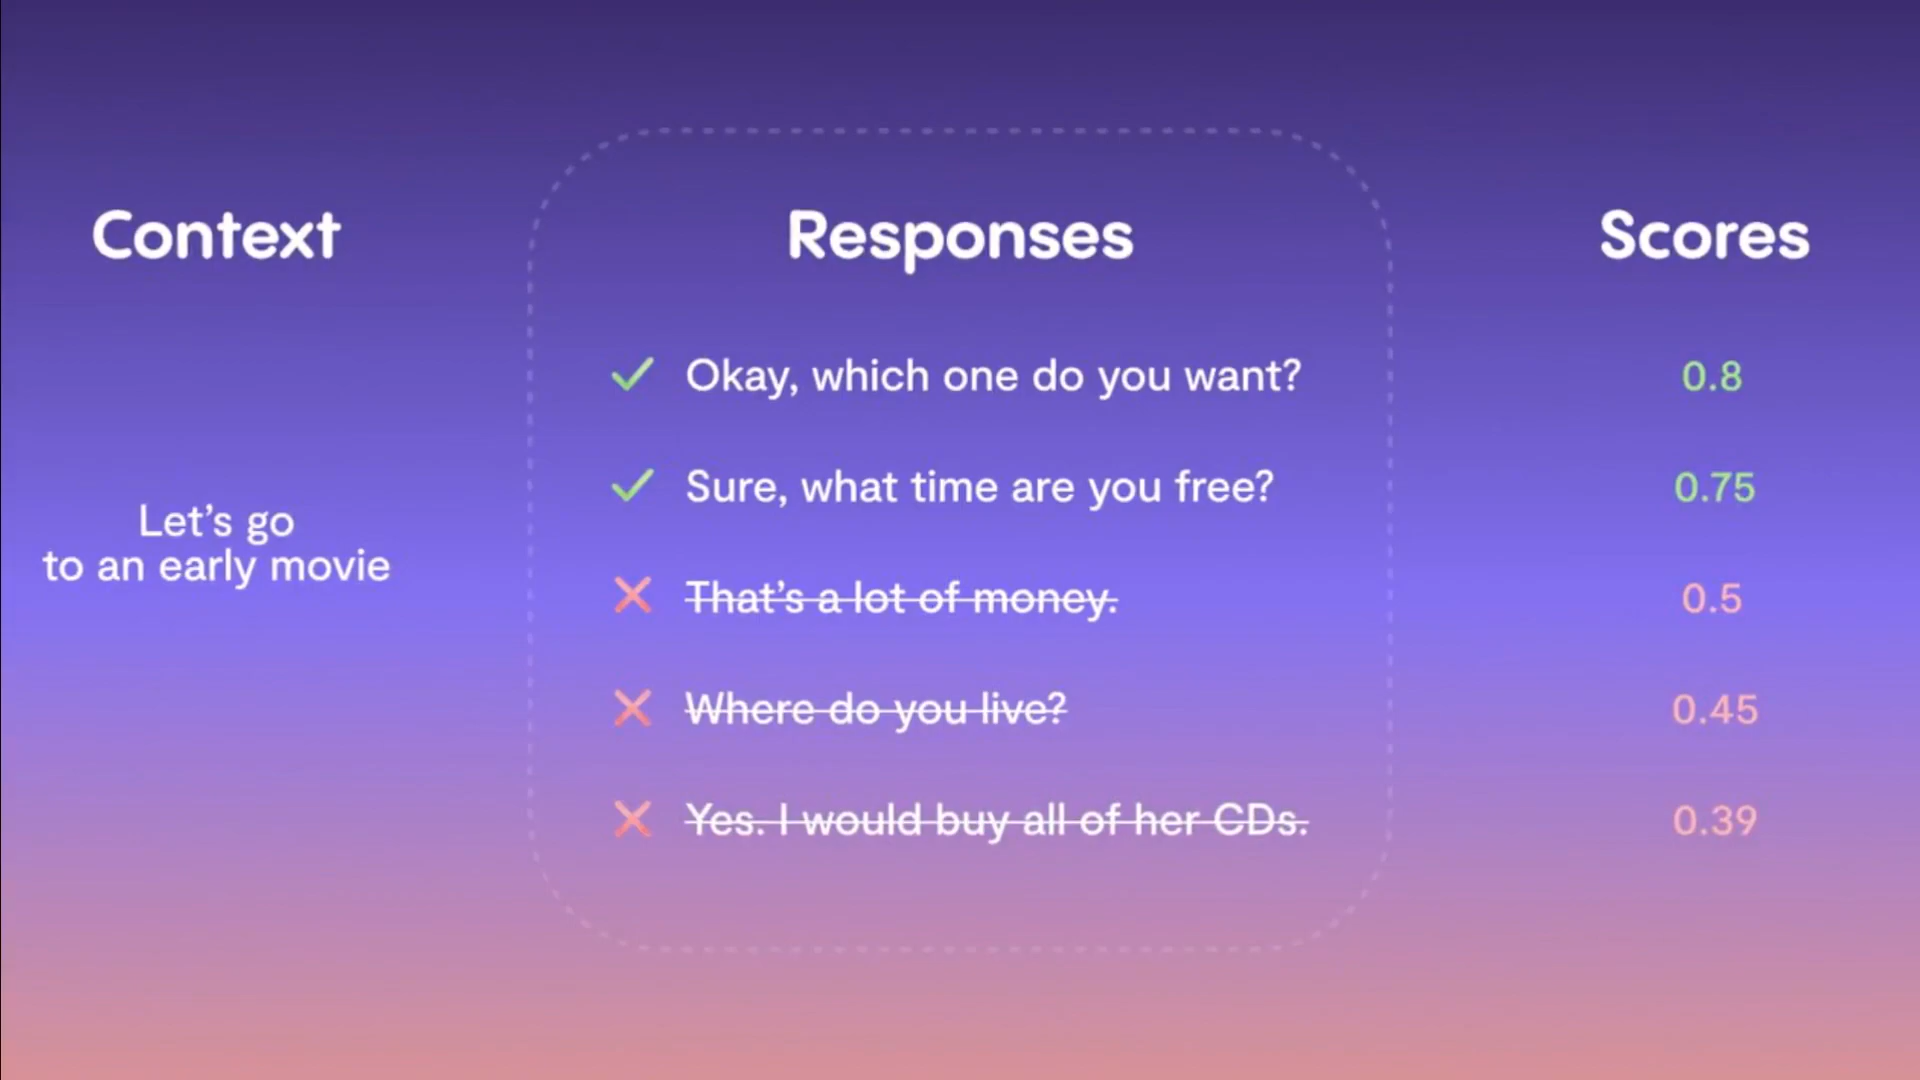 Context
Responses
Scores
Let's go
to an early movie
Okay, which one do you want?
0.8
Sure, what time are you free?
0.75
That's a lot of money.
0.5
Where do you live?
0.45
Yes. I would buy all of her CDs.
0.39